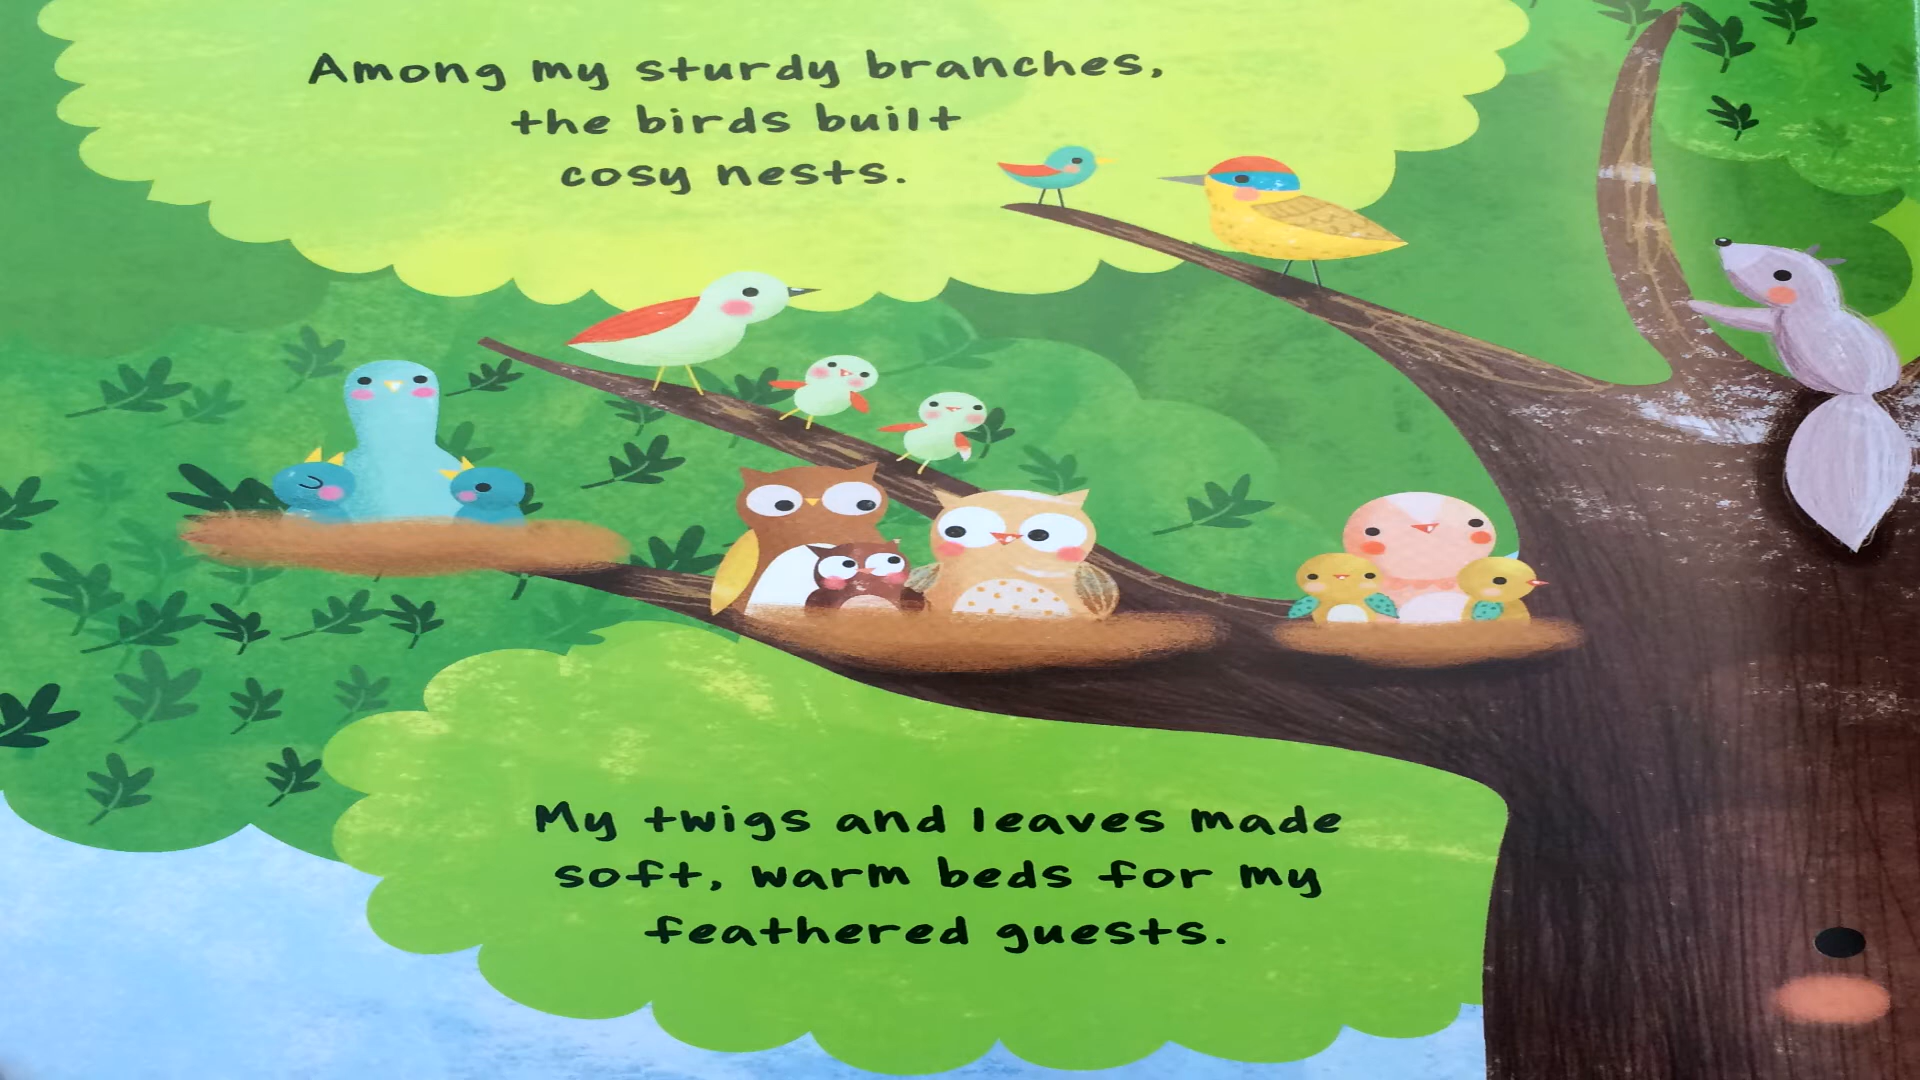 Among my sturdy branches,
the birds built
cosy nests.
My twigs and leaves made
soft, warm beds for my
feathered guests.